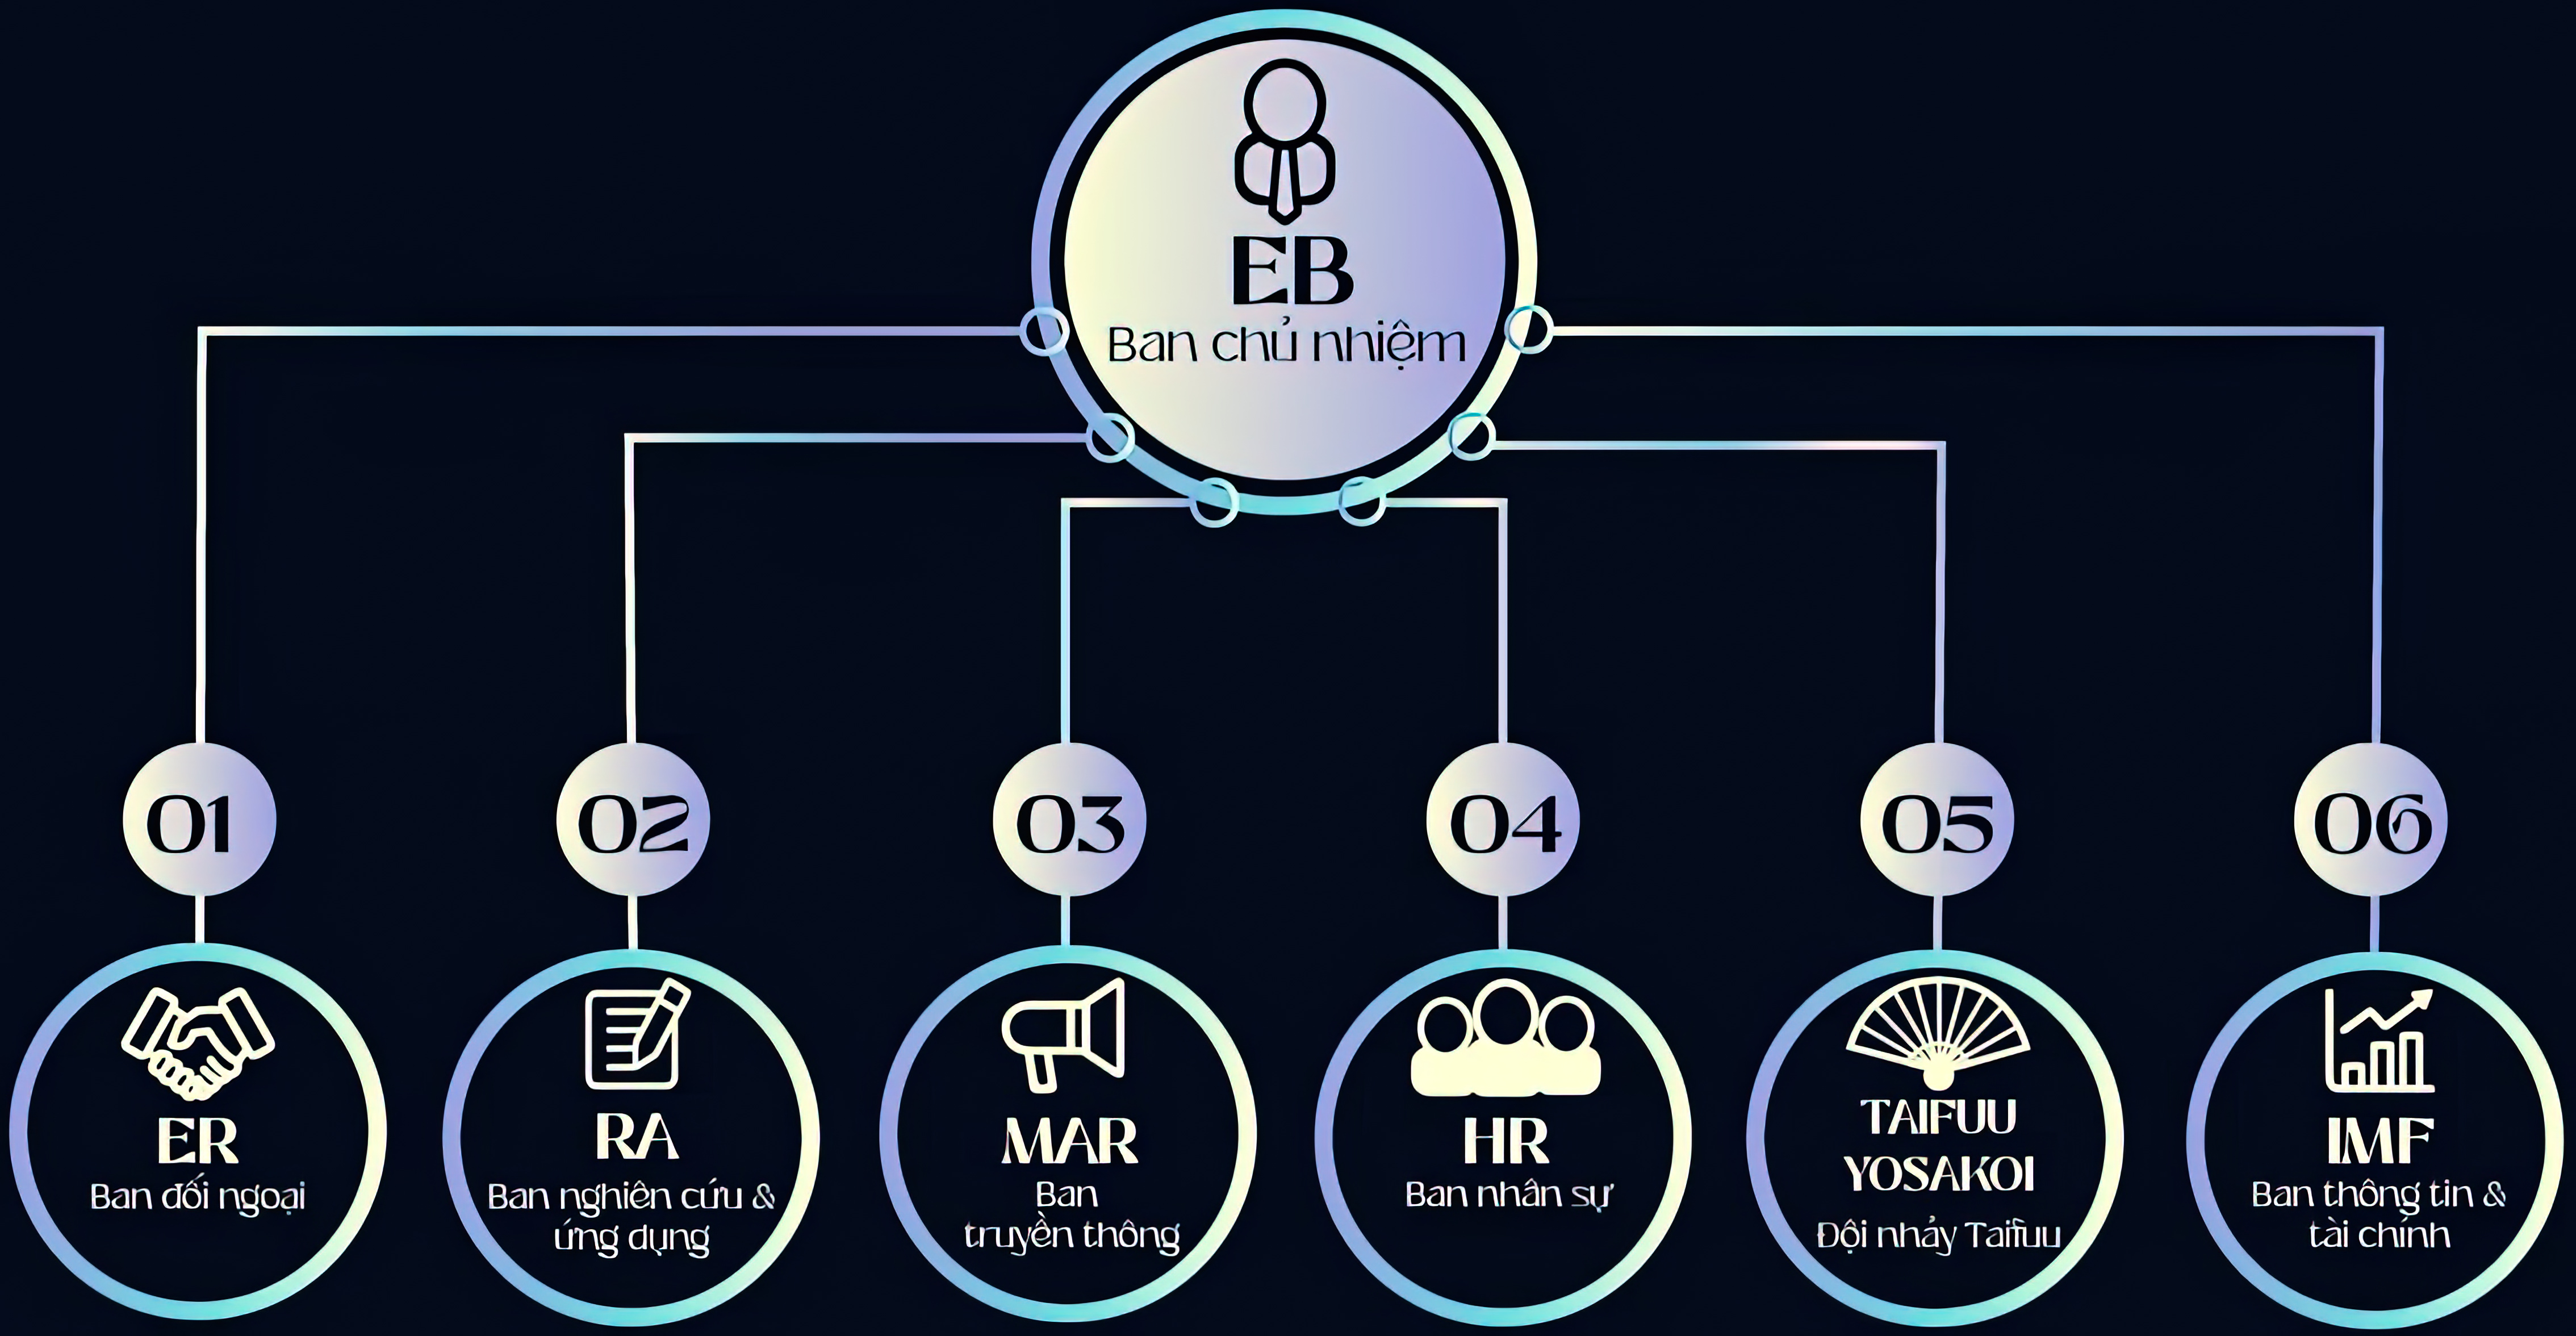 EB
Ban chủ nhiệm
01
02
03
04
05
06
ER
Ban đối ngoại
RA
Ban nghiên cứu &
ứng dụng
MAR
Ban
truyền thông
HR
Ban nhân sự
TAIFUU
YOSAKOI
Đội nhảy Taifuu
IMF
Ban thông tin &
tài chính